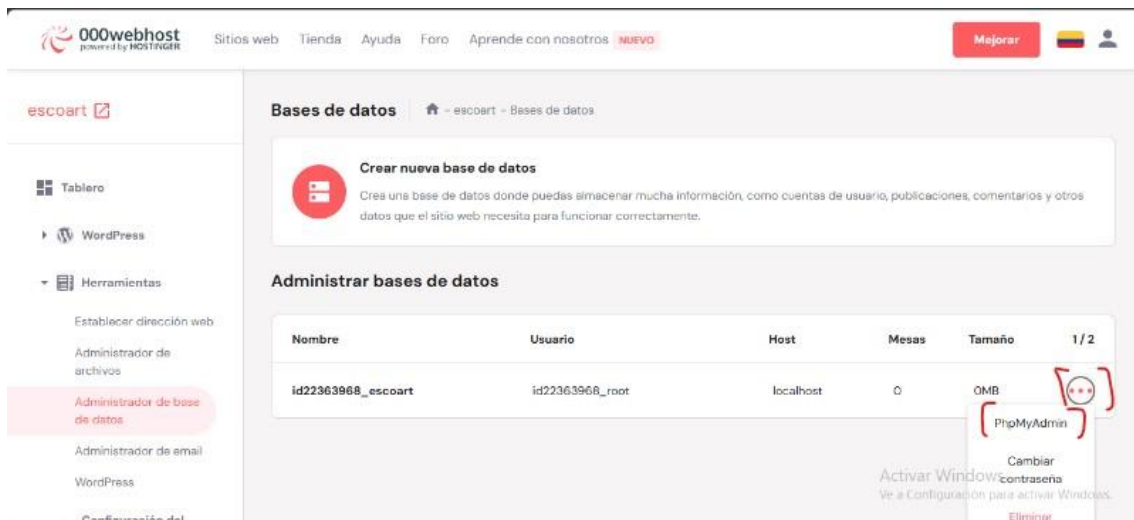 000webhost
powered by HOSTINGER
Sitios web Tienda Ayuda Foro Aprende con nosotros NUEVO
Mejorar
escoart
Bases de datos
- escoart - Bases de datos
Crear nueva base de datos
Crea una base de datos donde puedas almacenar mucha información, como cuentas de usuario, publicaciones, comentarios y otros
datos que el sitio web necesita para funcionar correctamente.
Tablero
WordPress
Herramientas
Establecer dirección web
Administrador de
archivos
Administrador de base
de datos
Administrador de email
WordPress
Configuración del
Administrar bases de datos
Nombre Usuario Host Mesas Tamaño 1 / 2
id22363968_escoart id22363968_root localhost 0 0MB
PhpMyAdmin
Cambiar
contraseña
Eliminar
Activar Windows
Ve a Configuración para activar Windows.